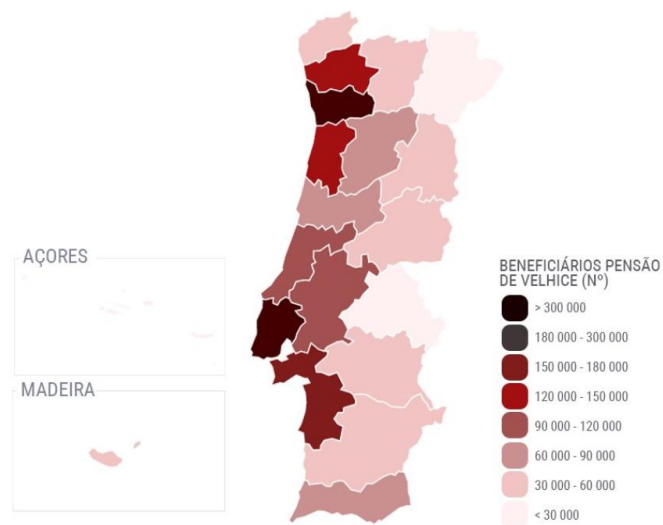 AÇORES
MADEIRA
BENEFICIÁRIOS PENSÃO
DE VELHICE (Nº)
> 300 000
180 000 - 300 000
150 000 - 180 000
120 000 - 150 000
90 000 - 120 000
60 000 - 90 000
30 000 - 60 000
< 30 000